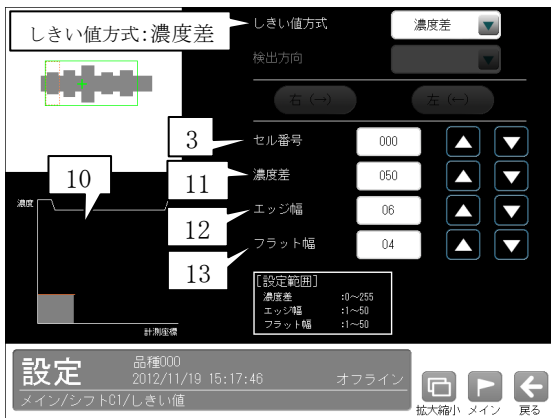 しきい値方式:濃度差
しきい値方式 濃度差
検出方向
右（→） 左（←）
3 セル番号 000
10 11 濃度差 050
濃度
12 エッジ幅 06
13 フラット幅 04
[設定範囲]
濃度差 :0～255
エッジ幅 :1～50
フラット幅 :1～50
計測座標
設定 品種000
2012/11/19 15:17:46 オフライン
メイン/シフトC1/しきい値
拡大縮小 メイン 戻る